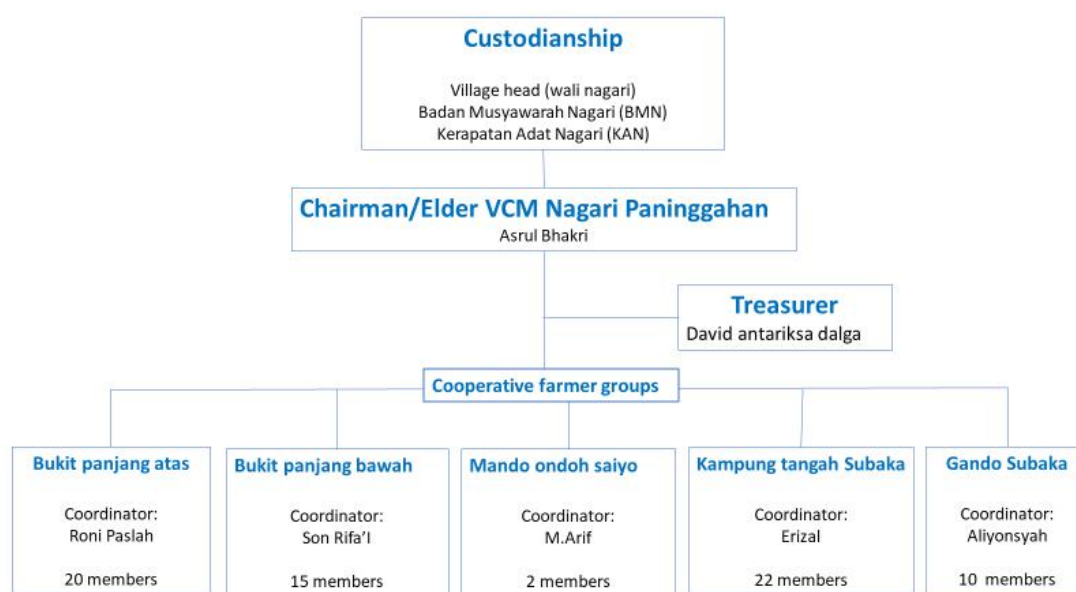 Custodianship
Village head (wali nagari)
Badan Musyawarah Nagari (BMN)
Kerapatan Adat Nagari (KAN)
Chairman/Elder VCM Nagari Paninggahan
Asrul Bhakri
Treasurer
David antariksa dalga
Cooperative farmer groups
Bukit panjang atas
Coordinator:
Roni Paslah
20 members
Bukit panjang bawah
Coordinator:
Son Rifa’I
15 members
Mando ondoh saiyo
Coordinator:
M.Arif
2 members
Kampung tangah Subaka
Coordinator:
Erizal
22 members
Gando Subaka
Coordinator:
Aliyonsyah
10 members